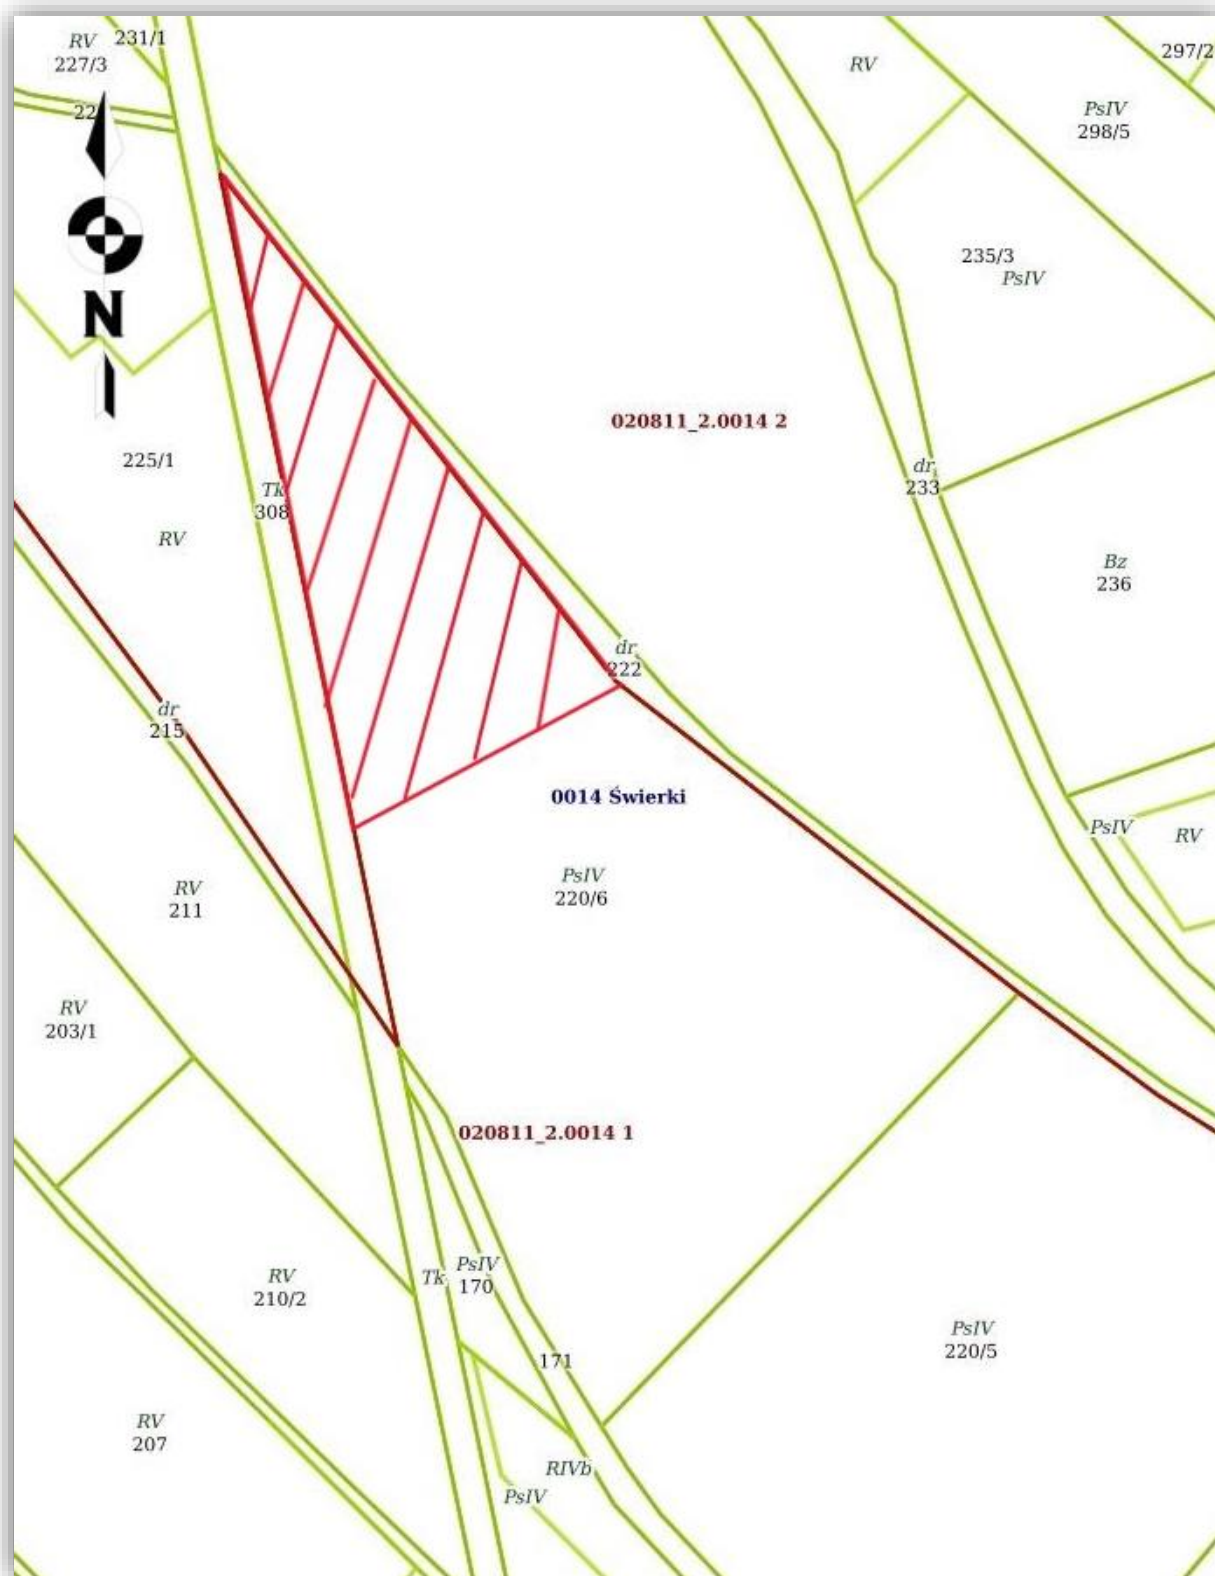 RV
227/3
231/1
22
N
RV
297/2
PsIV
298/5
235/3
PsIV
020811_2.0014 2
225/1
Tk
308
RV
dr
233
Bz
236
dr
222
dr
215
0014 Świerki
PsIV
RV
PsIV
220/6
RV
211
RV
203/1
020811_2.0014 1
RV
210/2
Tk
PsIV
170
171
PsIV
220/5
RV
207
RIVb
PsIV